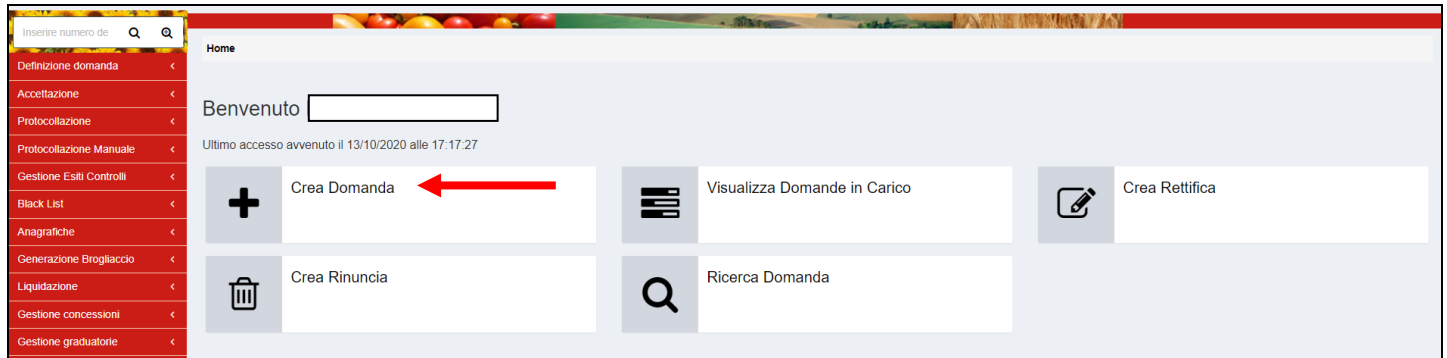 Inserire numero de
Definizione domanda
Accettazione
Protocollazione
Protocollazione Manuale
Gestione Esiti Controlli
Black List
Anagrafiche
Generazione Brogliaccio
Liquidazione
Gestione concessioni
Gestione graduatorie
Home
Benvenuto
Ultimo accesso avvenuto il 13/10/2020 alle 17:17:27
Crea Domanda
Visualizza Domande in Carico
Crea Rettifica
Crea Rinuncia
Ricerca Domanda